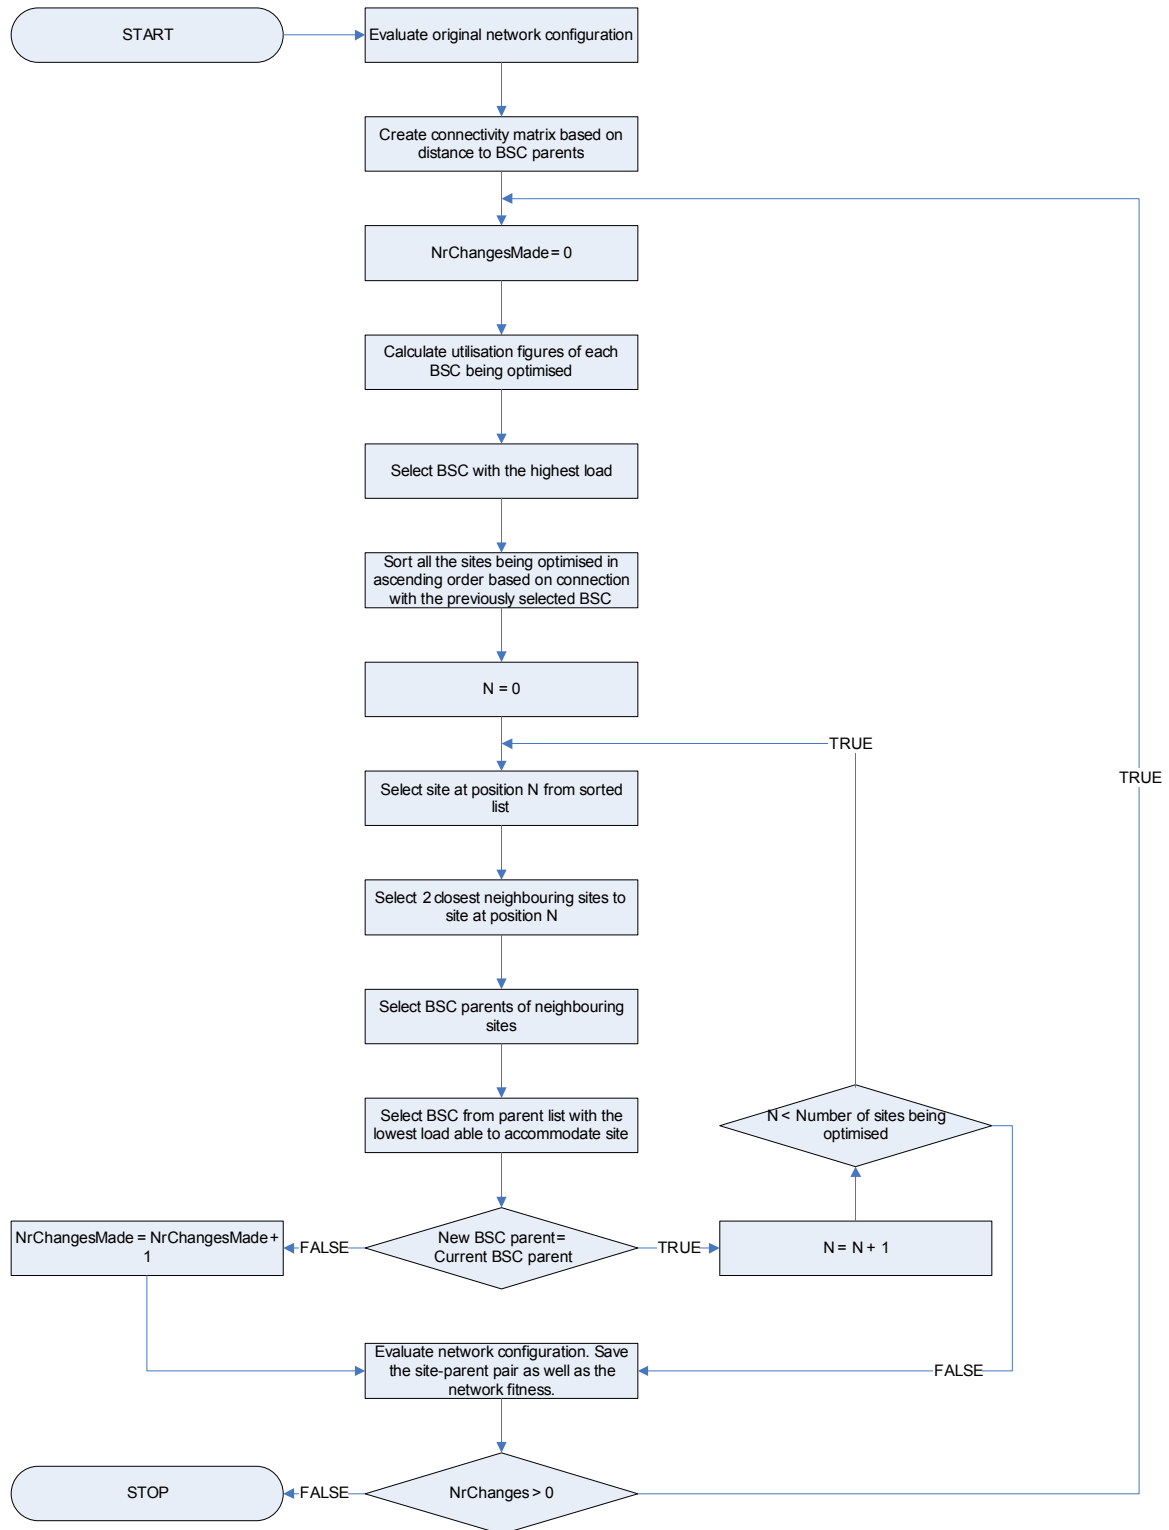 START
Evaluate original network configuration
Create connectivity matrix based on
distance to BSC parents
NrChangesMade = 0
Calculate utilisation figures of each
BSC being optimised
Select BSC with the highest load
Sort all the sites being optimised in
ascending order based on connection
with the previously selected BSC
N = 0
TRUE
TRUE
Select site at position N from sorted
list
Select 2 closest neighbouring sites to
site at position N
Select BSC parents of neighbouring
sites
Select BSC from parent list with the
lowest load able to accommodate site
N < Number of sites being
optimised
NrChangesMade = NrChangesMade +
1
FALSE
New BSC parent =
Current BSC parent
TRUE
N = N + 1
Evaluate network configuration. Save
the site-parent pair as well as the
network fitness.
FALSE
STOP
FALSE
NrChanges > 0